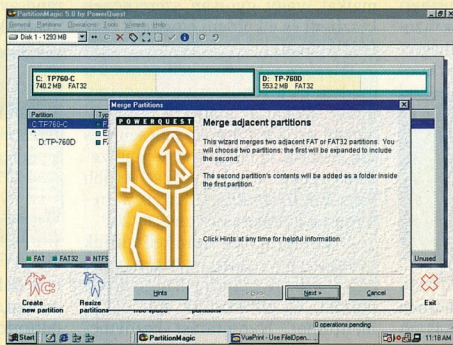 PartitionMagic 5.0 by PowerQuest
General Partitions Operations Tools Wizards Help
Disk 1 - 1293 MB
C: TP760-C
740.2 MB FAT32
D: TP-760D
553.2 MB FAT32
Partition
C:TP760-C
*:
D:TP-760D
Merge Partitions
POWERQUEST
Merge adjacent partitions
This wizard merges two adjacent FAT or FAT32 partitions. You
will choose two partitions: the first will be expanded to include
the second.
The second partition's contents will be added as a folder inside
the first partition.
Click Hints at any time for helpful information.
Hints
< Back
Next >
Cancel
FAT FAT32 NTFS
Unused
Create
new partition
Resize
partitions
Exit
0 operations pending
Start
PartitionMagic
VuePrint - Use FileOpen...
11:18 AM